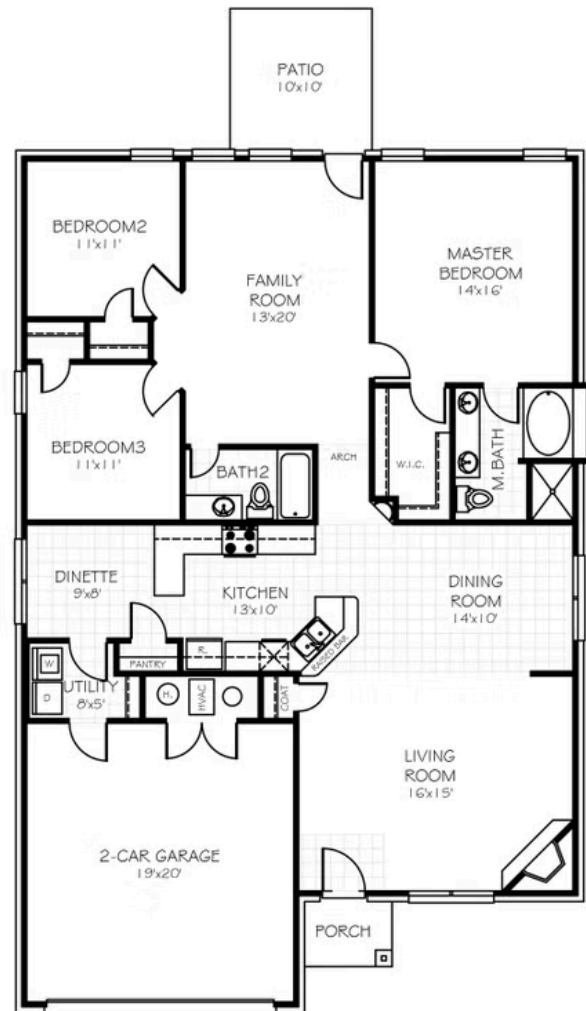 PATIO
10'x10'
BEDROOM2
11'x11'
FAMILY
ROOM
13'x20'
MASTER
BEDROOM
14'x16'
BEDROOM3
11'x11'
BATH2
ARCH
W.I.C.
M.BATH
DINETTE
9'x8'
KITCHEN
13'x10'
DINING
ROOM
14'x10'
R.
RAISED BAR
PANTRY
W
D
UTILITY
8'x5'
H.
HVAC
COAT
LIVING
ROOM
16'x15'
2-CAR GARAGE
19'x20'
PORCH